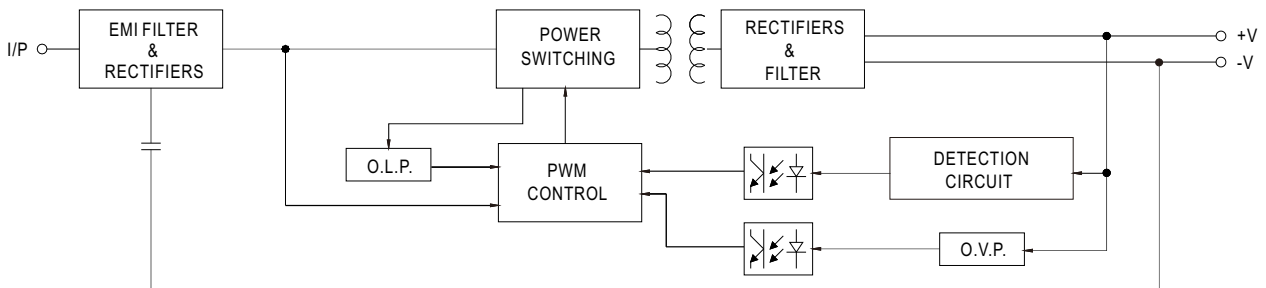 I/P
EMI FILTER
&
RECTIFIERS
POWER
SWITCHING
RECTIFIERS
&
FILTER
+V
-V
O.L.P.
PWM
CONTROL
DETECTION
CIRCUIT
O.V.P.